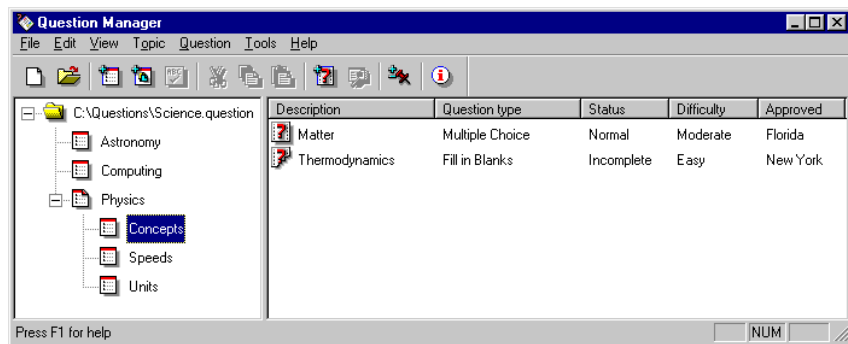 Question Manager
File Edit View Topic Question Tools Help
C:\Questions\Science.question
Astronomy
Computing
Physics
Concepts
Speeds
Units
Description Question type Status Difficulty Approved
Matter Multiple Choice Normal Moderate Florida
Thermodynamics Fill in Blanks Incomplete Easy New York
Press F1 for help NUM